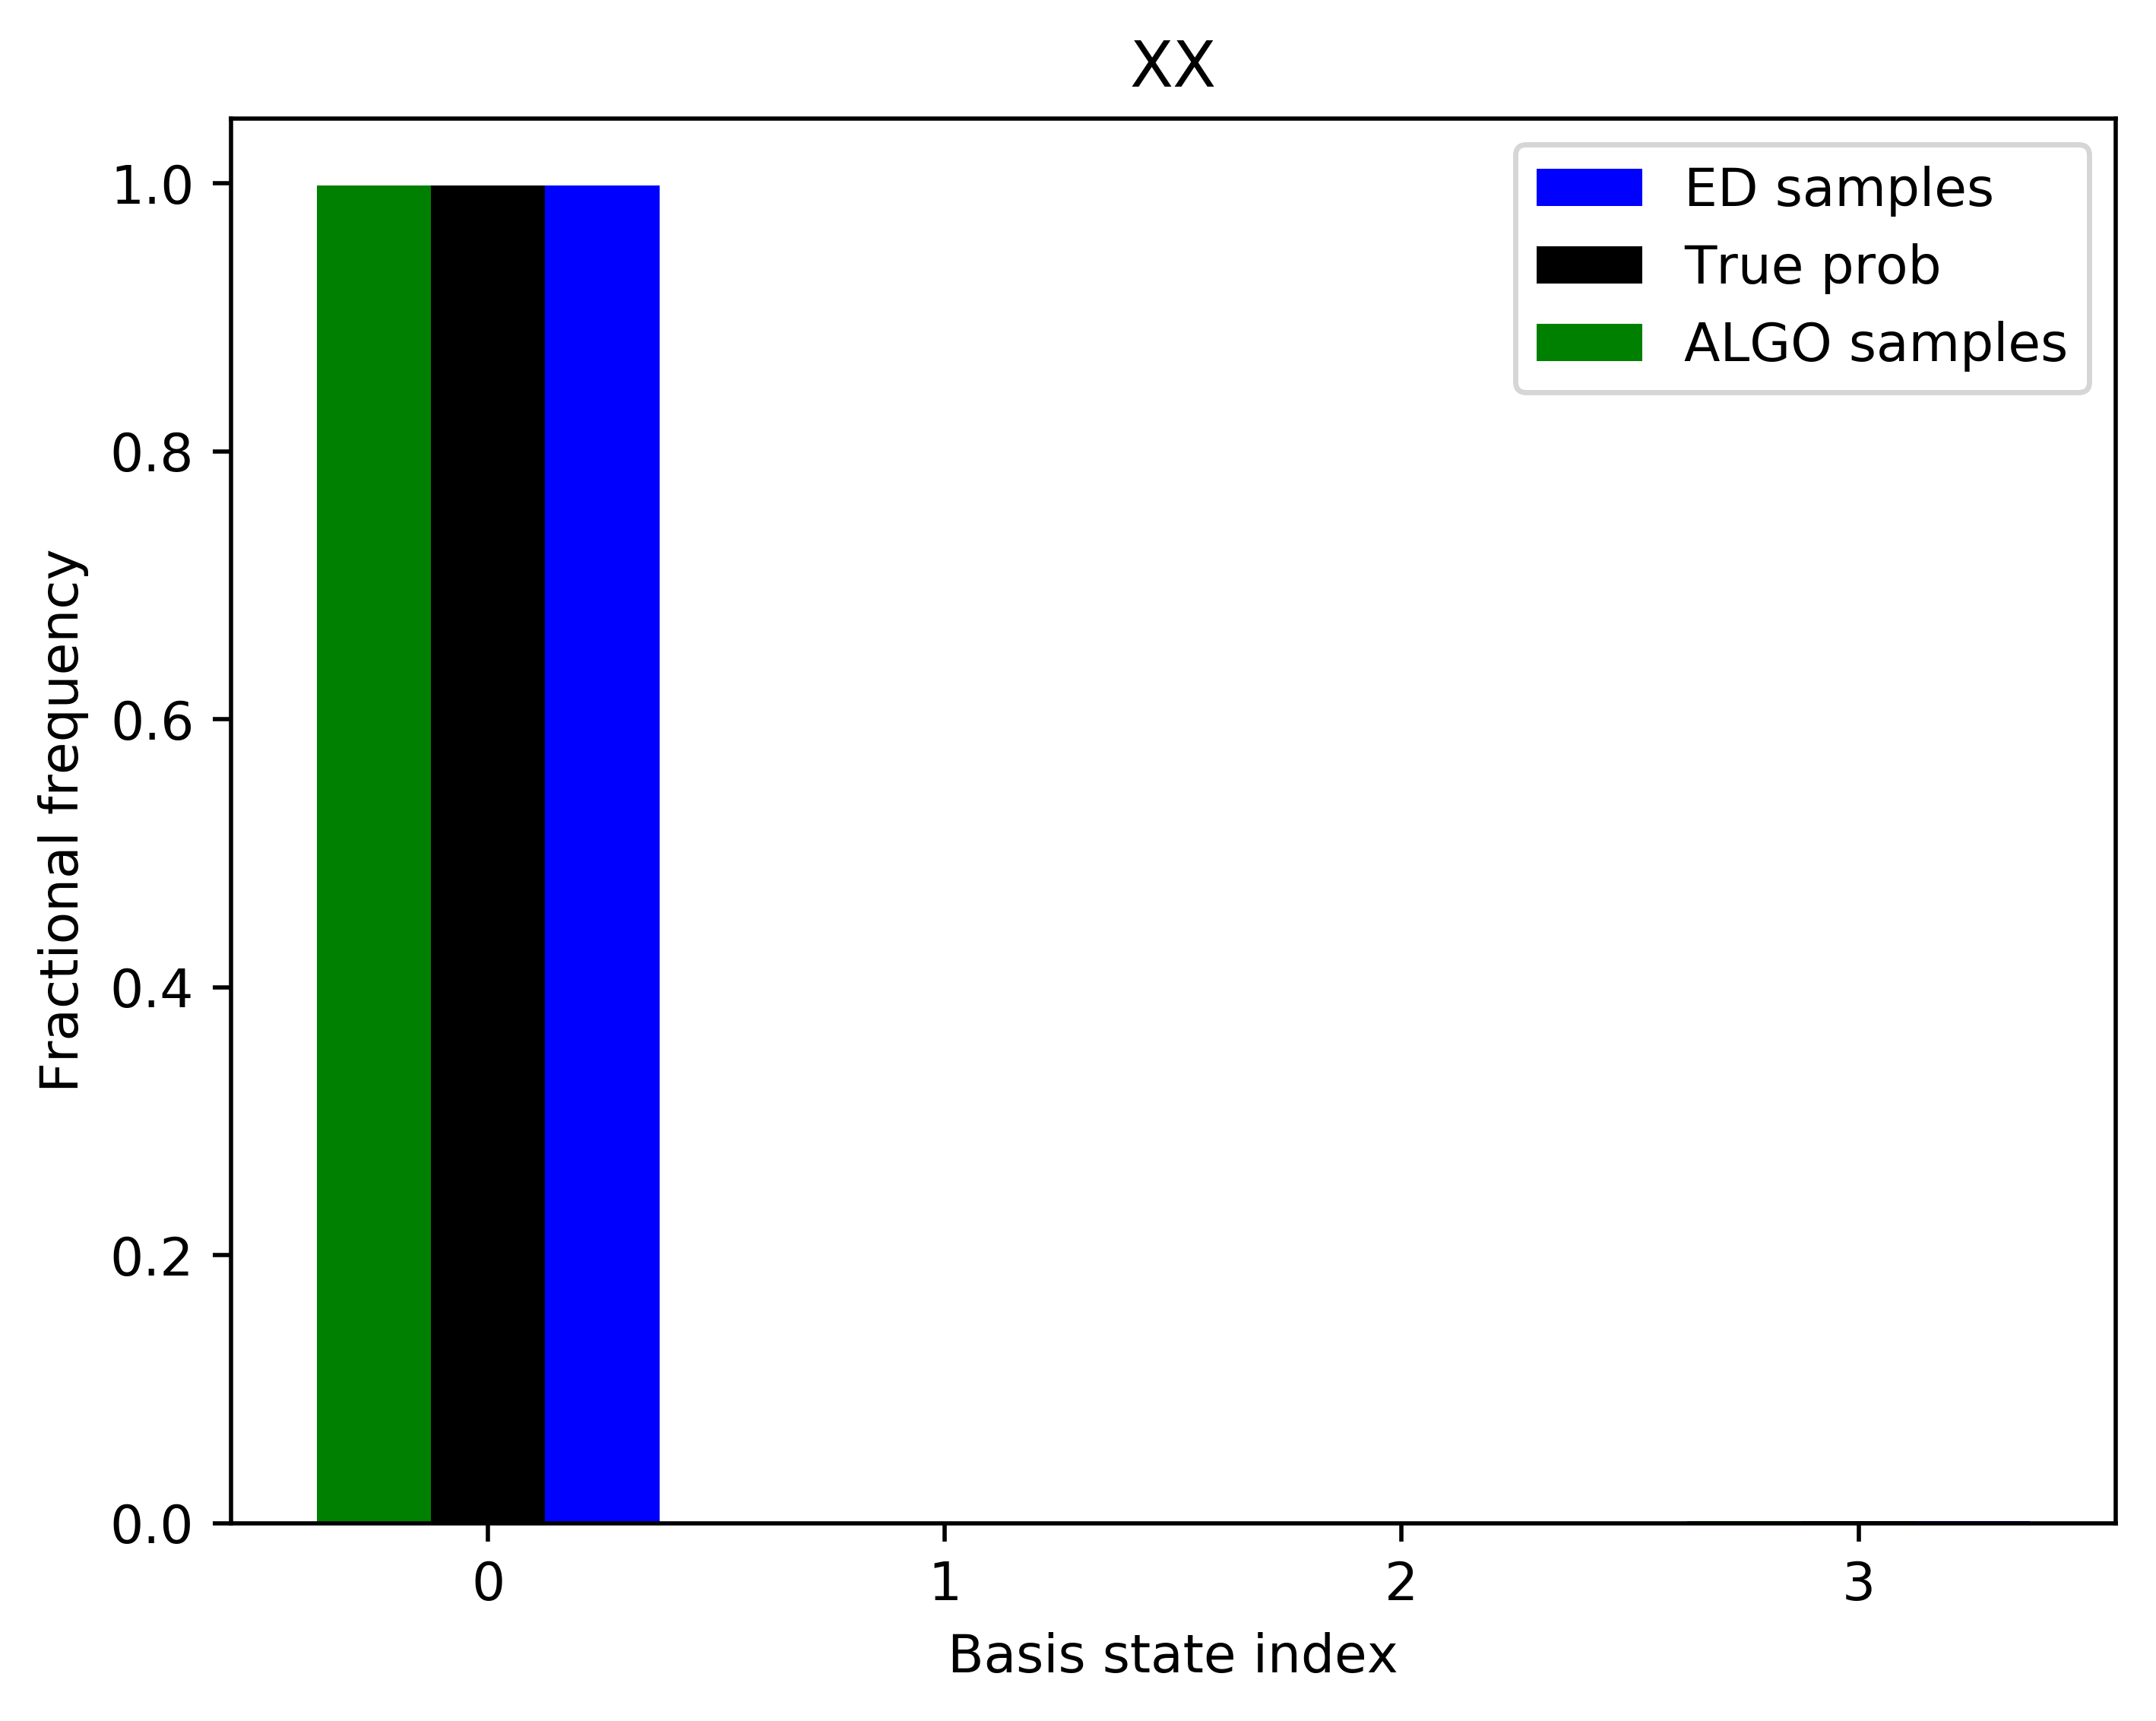 XX
ED samples
True prob
ALGO samples
Fractional frequency
1.0
0.8
0.6
0.4
0.2
0.0
0 1 2 3
Basis state index